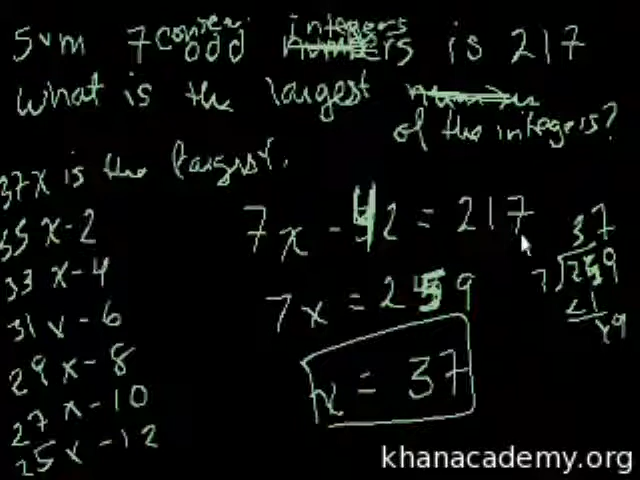 Sum 7 consec. odd integers is 217
What is the largest
of the integers?
37 x is the largest.
35 x-2
33 x-4
31 x-6
29 x-8
27 x-10
25 x-12
7x - 42 = 217
7x = 259
x = 37
37
7 259
21
49
khanacademy.org